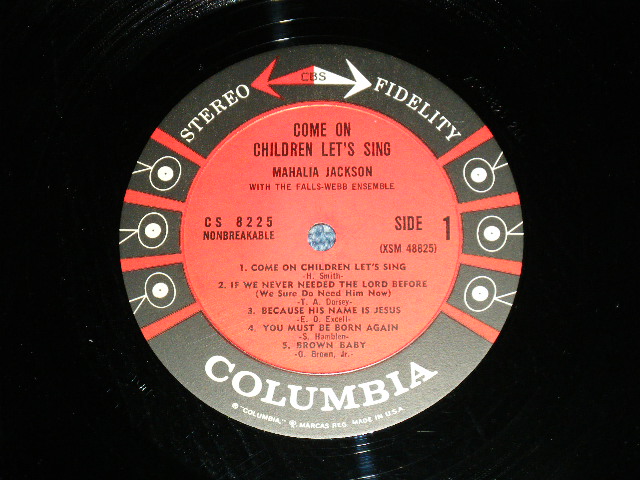 CBS
STEREO FIDELITY
COME ON
CHILDREN LET'S SING
MAHALIA JACKSON
WITH THE FALLS-WEBB ENSEMBLE
CS 8225
NONBREAKABLE
SIDE 1
(XSM 48625)
1. COME ON CHILDREN LET'S SING
-H. Smith-
2. IF WE NEVER NEEDED THE LORD BEFORE
(We Sure Do Need Him Now)
-T. A. Dorsey-
3. BECAUSE HIS NAME IS JESUS
-E. O. Excell-
4. YOU MUST BE BORN AGAIN
-S. Hamblen-
5. BROWN BABY
-O. Brown, Jr.-
COLUMBIA
® "COLUMBIA," MARCAS REG. MADE IN U.S.A.